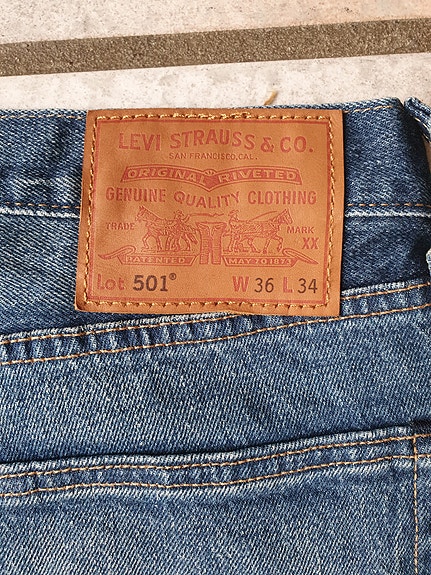 LEVI STRAUSS & CO.
SAN FRANCISCO, CAL.
ORIGINAL RIVETED
GENUINE QUALITY CLOTHING
TRADE MARK
XX
PATENTED MAY 20 1873
Lot 501® W 36 L 34